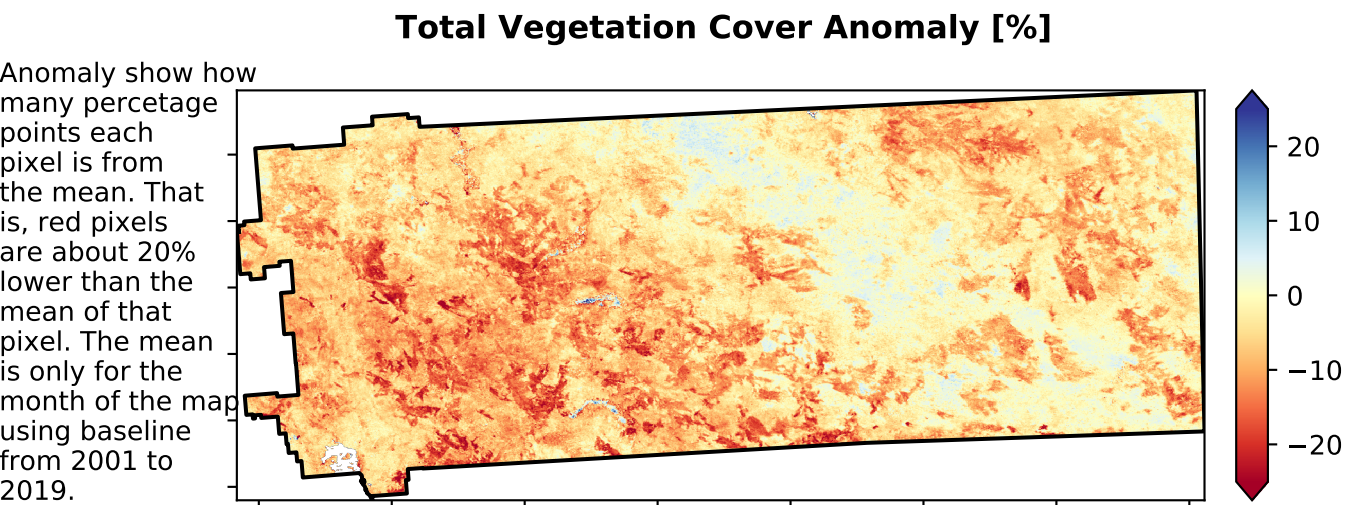 Total Vegetation Cover Anomaly [%]
Anomaly show how
many percetage
points each
pixel is from
the mean. That
is, red pixels
are about 20%
lower than the
mean of that
pixel. The mean
is only for the
month of the map
using baseline
from 2001 to
2019.
20
10
0
−10
−20